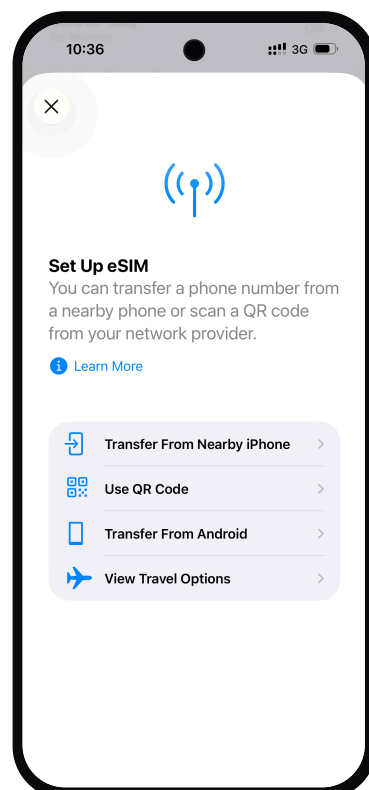 10:36
3G
Set Up eSIM
You can transfer a phone number from
a nearby phone or scan a QR code
from your network provider.
Learn More
Transfer From Nearby iPhone
Use QR Code
Transfer From Android
View Travel Options